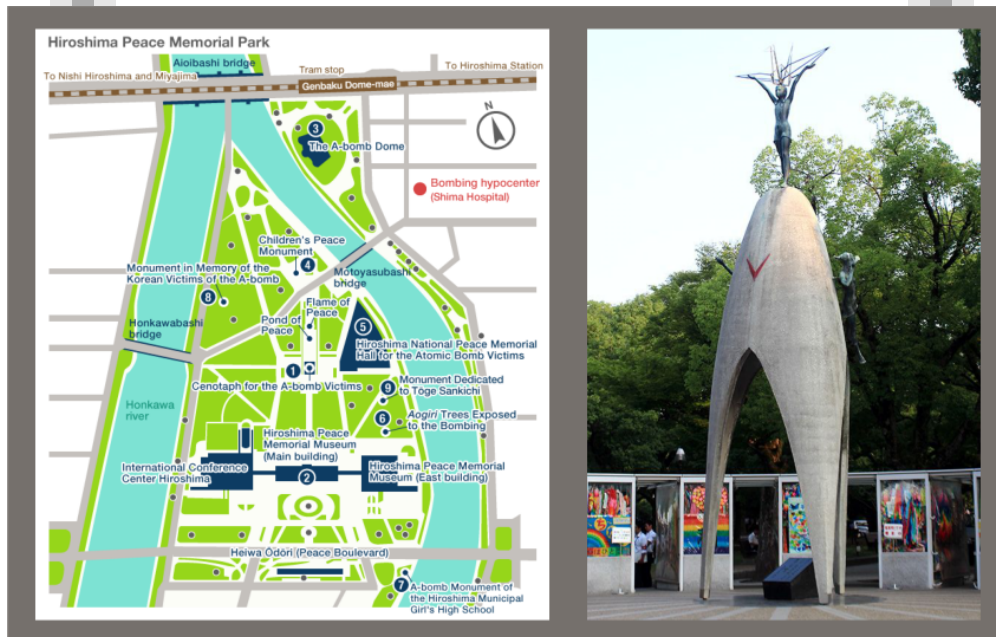 Hiroshima Peace Memorial Park
Aioibashi bridge
To Nishi Hiroshima and Miyajima
Tram stop
To Hiroshima Station
Genbaku Dome-mae
N
3
The A-bomb Dome
Bombing hypocenter
(Shima Hospital)
Children's Peace
Monument
4
Motoyasubashi
bridge
Monument in Memory of the
Korean Victims of the A-bomb
8
Flame of
Peace
Pond of
Peace
Honkawabashi
bridge
5
Hiroshima National Peace Memorial
Hall for the Atomic Bomb Victims
1
Cenotaph for the A-bomb Victims
9
Monument Dedicated
to Tōge Sankichi
Honkawa
river
6
Aogiri Trees Exposed
to the Bombing
Hiroshima Peace
Memorial Museum
(Main building)
International Conference
Center Hiroshima
2
Hiroshima Peace Memorial
Museum (East building)
Heiwa Ōdōri (Peace Boulevard)
7
A-bomb Monument of
the Hiroshima Municipal
Girl's High School